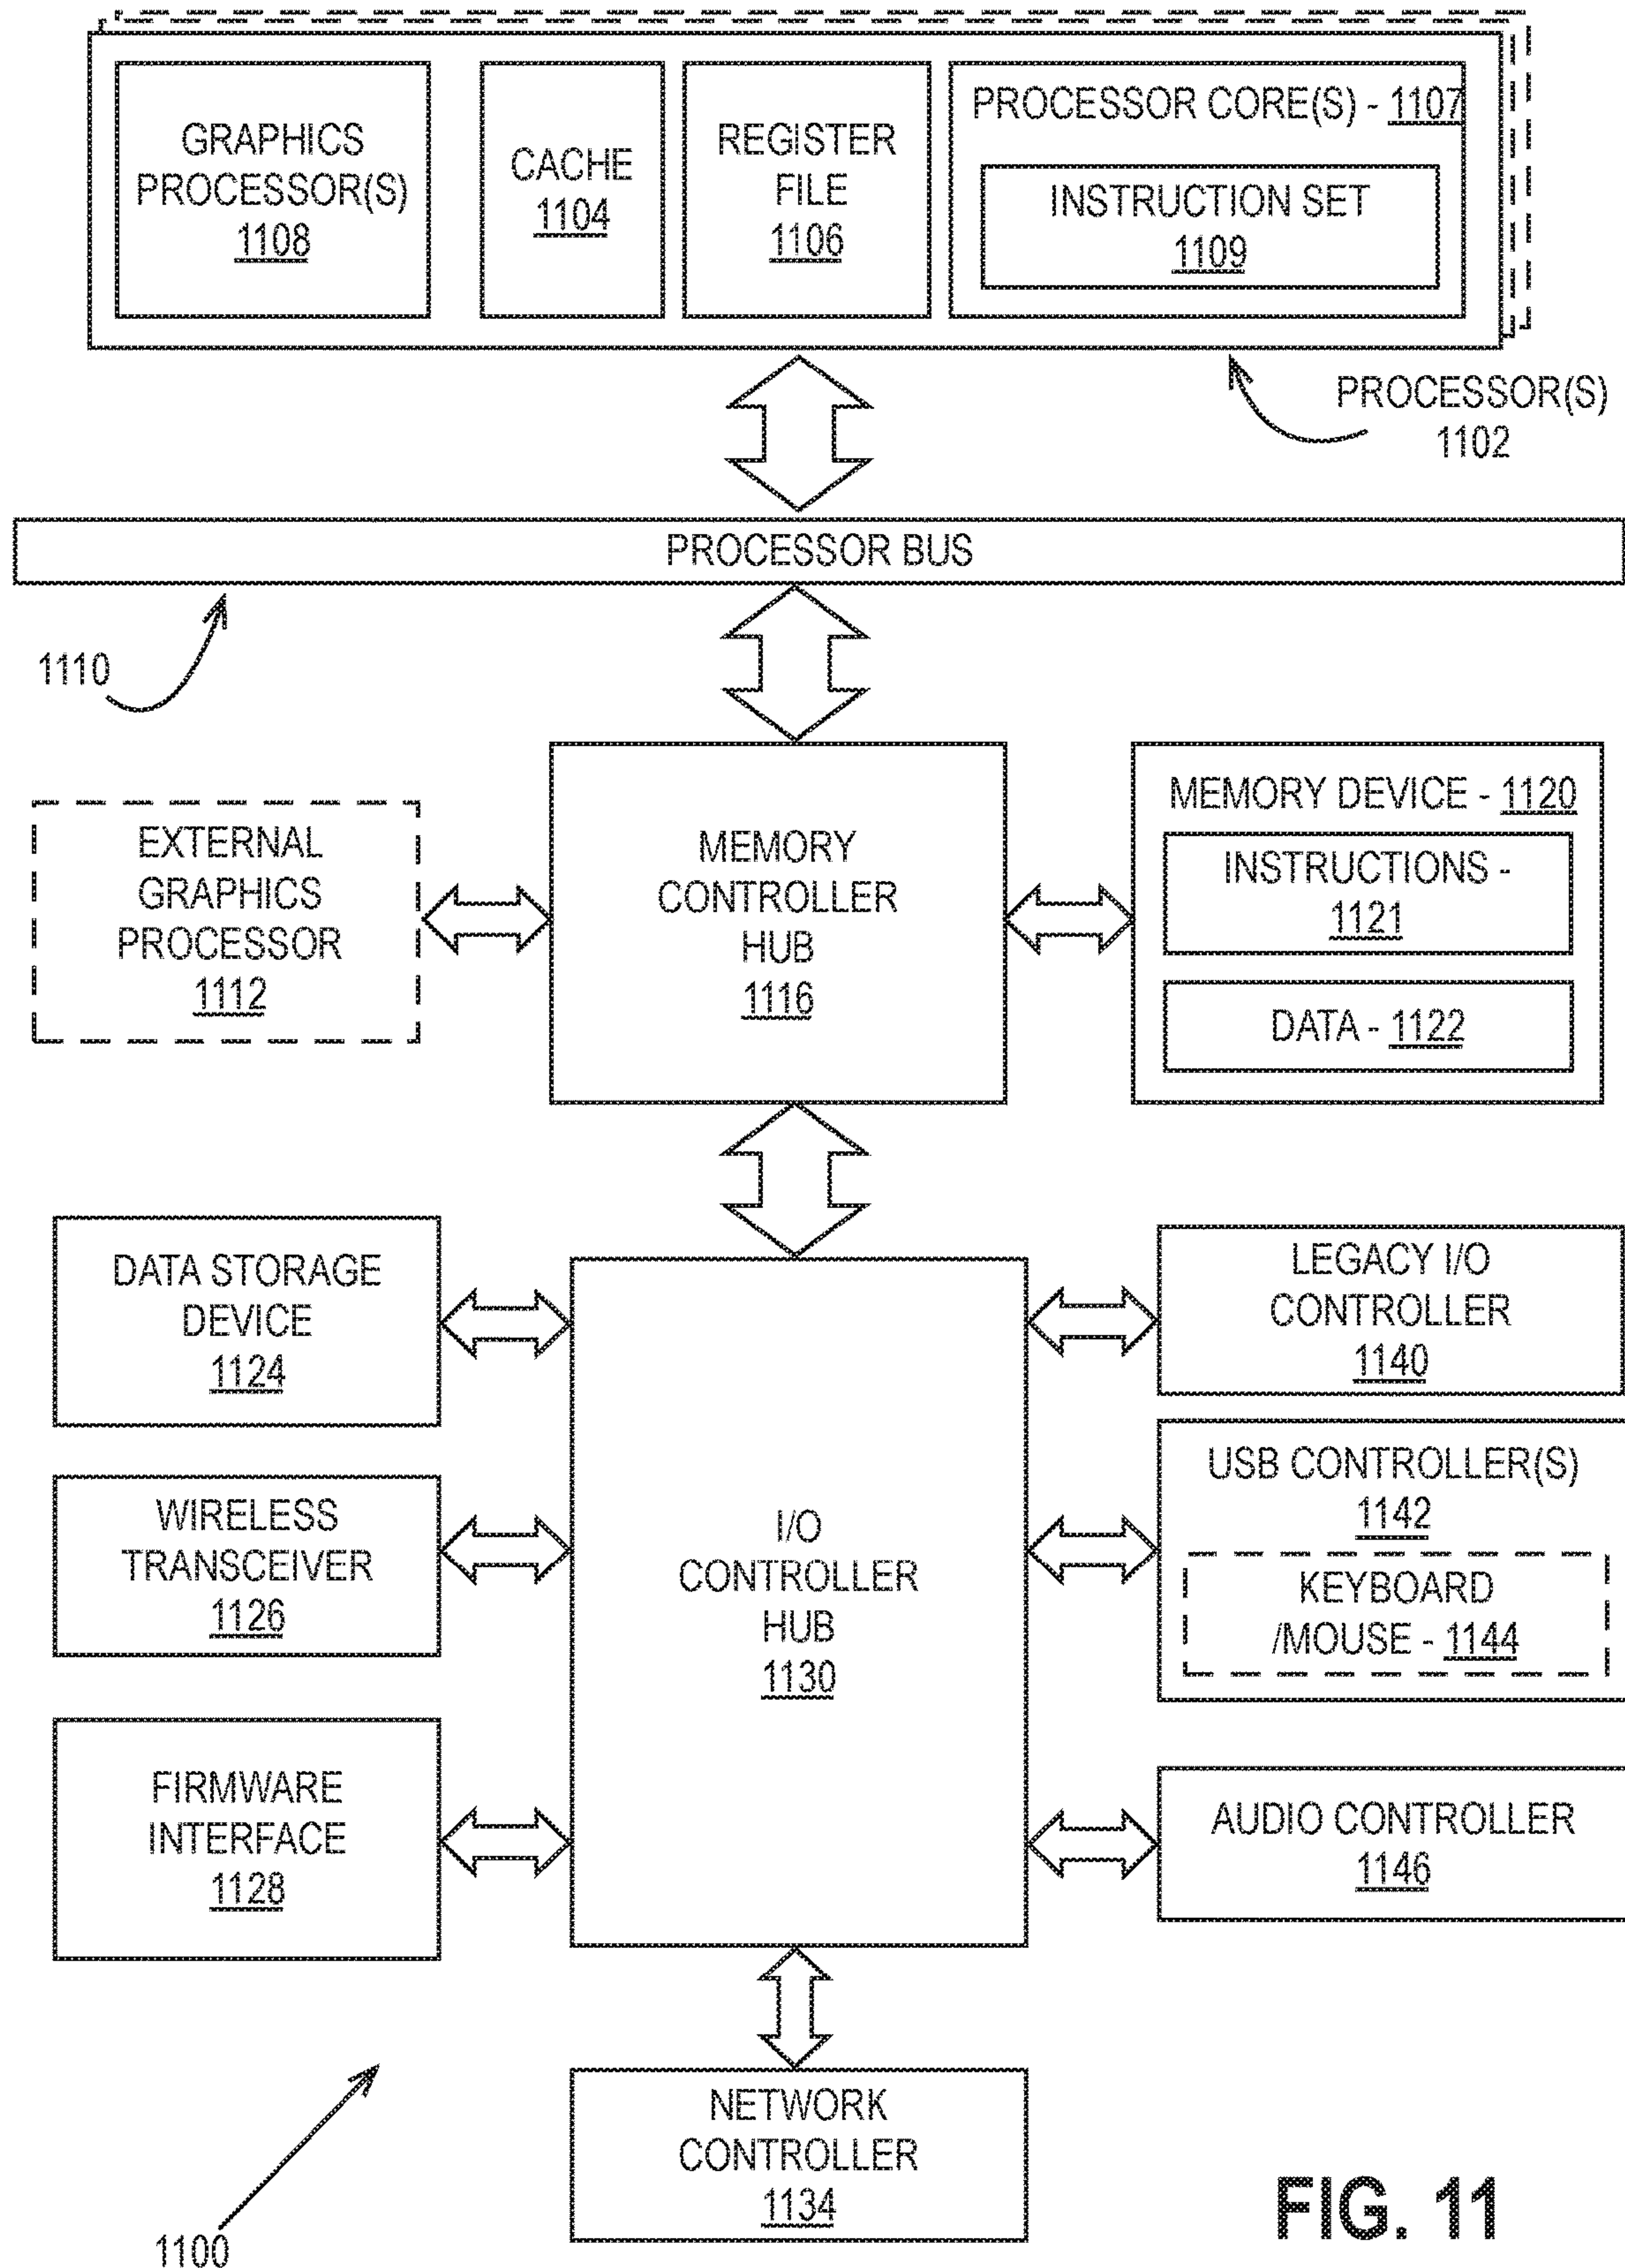 GRAPHICS
PROCESSOR(S)
1108
CACHE
1104
REGISTER
FILE
1106
PROCESSOR CORE(S) - 1107
INSTRUCTION SET
1109
PROCESSOR(S)
1102
PROCESSOR BUS
1110
EXTERNAL
GRAPHICS
PROCESSOR
1112
MEMORY
CONTROLLER
HUB
1116
MEMORY DEVICE - 1120
INSTRUCTIONS -
1121
DATA - 1122
DATA STORAGE
DEVICE
1124
WIRELESS
TRANSCEIVER
1126
FIRMWARE
INTERFACE
1128
I/O
CONTROLLER
HUB
1130
LEGACY I/O
CONTROLLER
1140
USB CONTROLLER(S)
1142
KEYBOARD
/MOUSE - 1144
AUDIO CONTROLLER
1146
NETWORK
CONTROLLER
1134
1100
FIG. 11